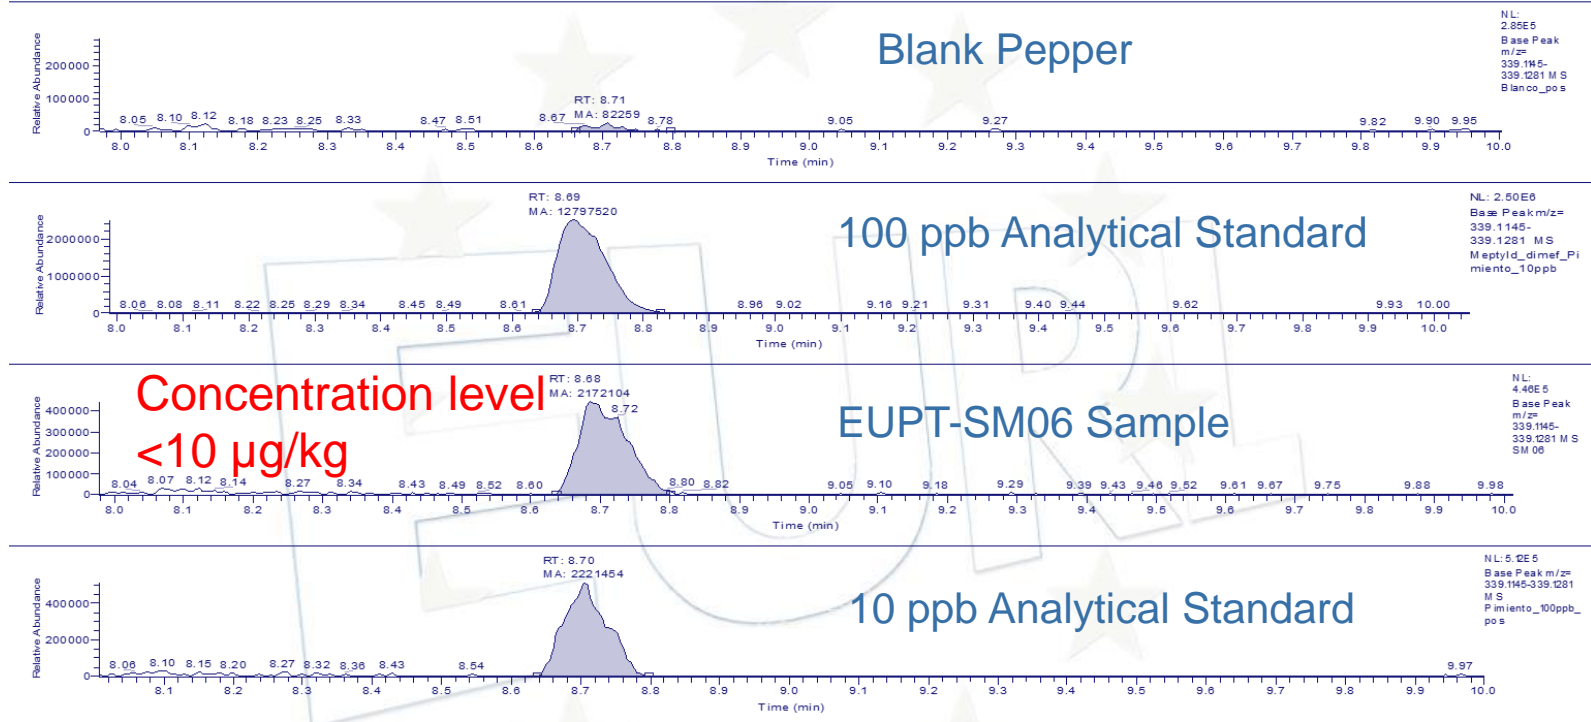 NL:
2.85E5
Base Peak
m/z=
339.1145-
339.1281 MS
Blanco_pos
Blank Pepper
Relative Abundance
200000
100000
0
RT: 8.71
MA: 82259
8.05 8.10 8.12 8.18 8.23 8.25 8.33 8.47 8.51 8.67 8.78 9.05 9.27 9.82 9.90 9.95
8.0 8.1 8.2 8.3 8.4 8.5 8.6 8.7 8.8 8.9 9.0 9.1 9.2 9.3 9.4 9.5 9.6 9.7 9.8 9.9 10.0
Time (min)
RT: 8.69
MA: 12797520
NL: 2.50E6
Base Peak m/z=
339.1145-
339.1281 MS
Meptyld_dimef_Pi
miento_10ppb
100 ppb Analytical Standard
Relative Abundance
2000000
1000000
0
8.06 8.08 8.11 8.22 8.25 8.29 8.34 8.45 8.49 8.61 8.96 9.02 9.16 9.21 9.31 9.40 9.44 9.62 9.93 10.00
8.0 8.1 8.2 8.3 8.4 8.5 8.6 8.7 8.8 8.9 9.0 9.1 9.2 9.3 9.4 9.5 9.6 9.7 9.8 9.9 10.0
Time (min)
Concentration level
<10 µg/kg
RT: 8.68
MA: 2172104
8.72
EUPT-SM06 Sample
NL:
4.46E5
Base Peak
m/z=
339.1145-
339.1281 MS
SM06
Relative Abundance
400000
300000
200000
100000
0
8.04 8.07 8.12 8.14 8.27 8.34 8.43 8.49 8.52 8.60 8.80 8.82 9.05 9.10 9.18 9.29 9.39 9.43 9.46 9.52 9.61 9.67 9.75 9.88 9.98
8.0 8.1 8.2 8.3 8.4 8.5 8.6 8.7 8.8 8.9 9.0 9.1 9.2 9.3 9.4 9.5 9.6 9.7 9.8 9.9 10.0
Time (min)
RT: 8.70
MA: 2221454
10 ppb Analytical Standard
NL: 5.12E5
Base Peak m/z=
339.1145-339.1281
MS
Pimiento_100ppb_
pos
Relative Abundance
400000
200000
0
8.06 8.10 8.15 8.20 8.27 8.32 8.36 8.43 8.54 9.97
8.1 8.2 8.3 8.4 8.5 8.6 8.7 8.8 8.9 9.0 9.1 9.2 9.3 9.4 9.5 9.6 9.7 9.8 9.9 10.0
Time (min)
EURL